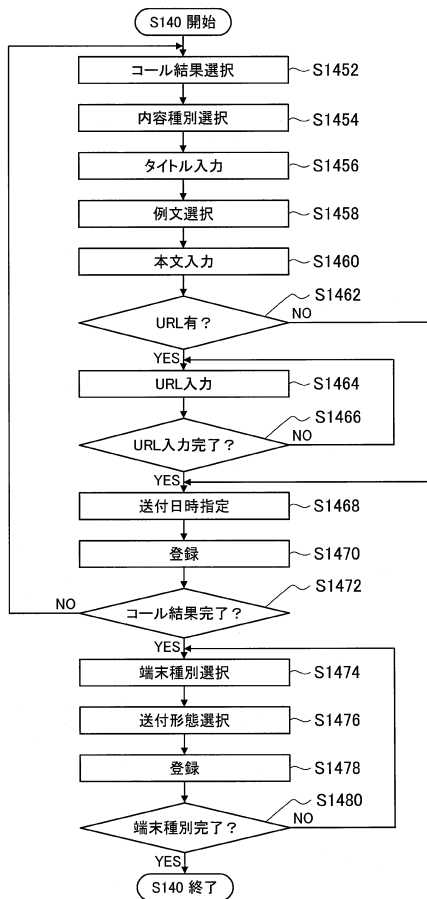 S140 開始
コール結果選択 S1452
内容種別選択 S1454
タイトル入力 S1456
例文選択 S1458
本文入力 S1460
S1462
URL有？ NO
YES
URL入力 S1464
S1466
URL入力完了？ NO
YES
送付日時指定 S1468
登録 S1470
S1472
NO コール結果完了？
YES
端末種別選択 S1474
送付形態選択 S1476
登録 S1478
S1480
端末種別完了？ NO
YES
S140 終了